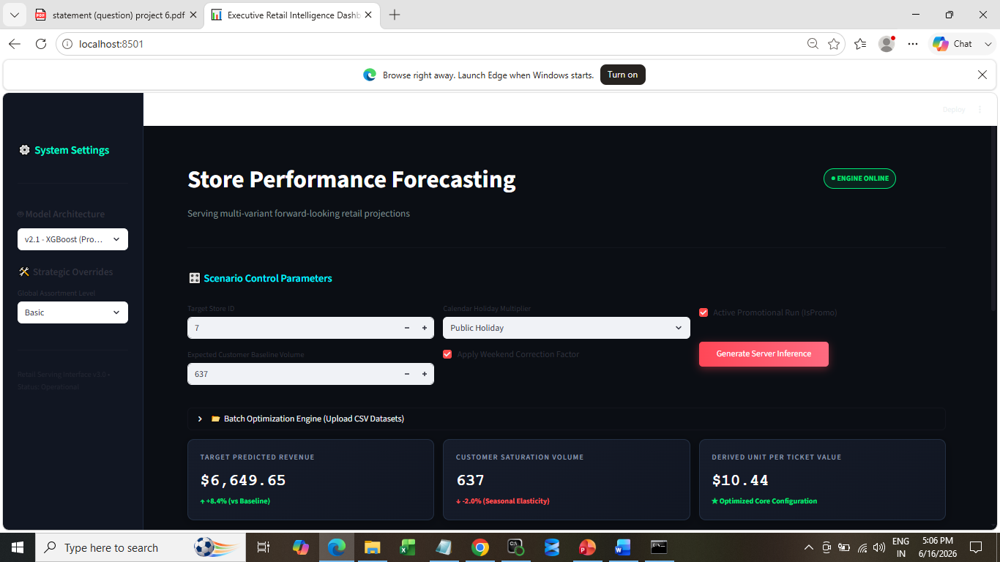 statement (question) project 6.pdf
Executive Retail Intelligence Dashb
localhost:8501
Chat
Browse right away. Launch Edge when Windows starts.
Turn on
Deploy
System Settings
Model Architecture
v2.1 - XGBoost (Pro...
Strategic Overrides
Global Assortment Level
Basic
Retail Serving Interface v3.0 •
Status: Operational
Store Performance Forecasting
ENGINE ONLINE
Serving multi-variant forward-looking retail projections
Scenario Control Parameters
Target Store ID
7
Calendar Holiday Multiplier
Public Holiday
Active Promotional Run (IsPromo)
Expected Customer Baseline Volume
637
Apply Weekend Correction Factor
Generate Server Inference
Batch Optimization Engine (Upload CSV Datasets)
TARGET PREDICTED REVENUE
$6,649.65
↑ +8.4% (vs Baseline)
CUSTOMER SATURATION VOLUME
637
↓ -2.0% (Seasonal Elasticity)
DERIVED UNIT PER TICKET VALUE
$10.44
★ Optimized Core Configuration
Type here to search
ENG
IN
5:06 PM
6/16/2026